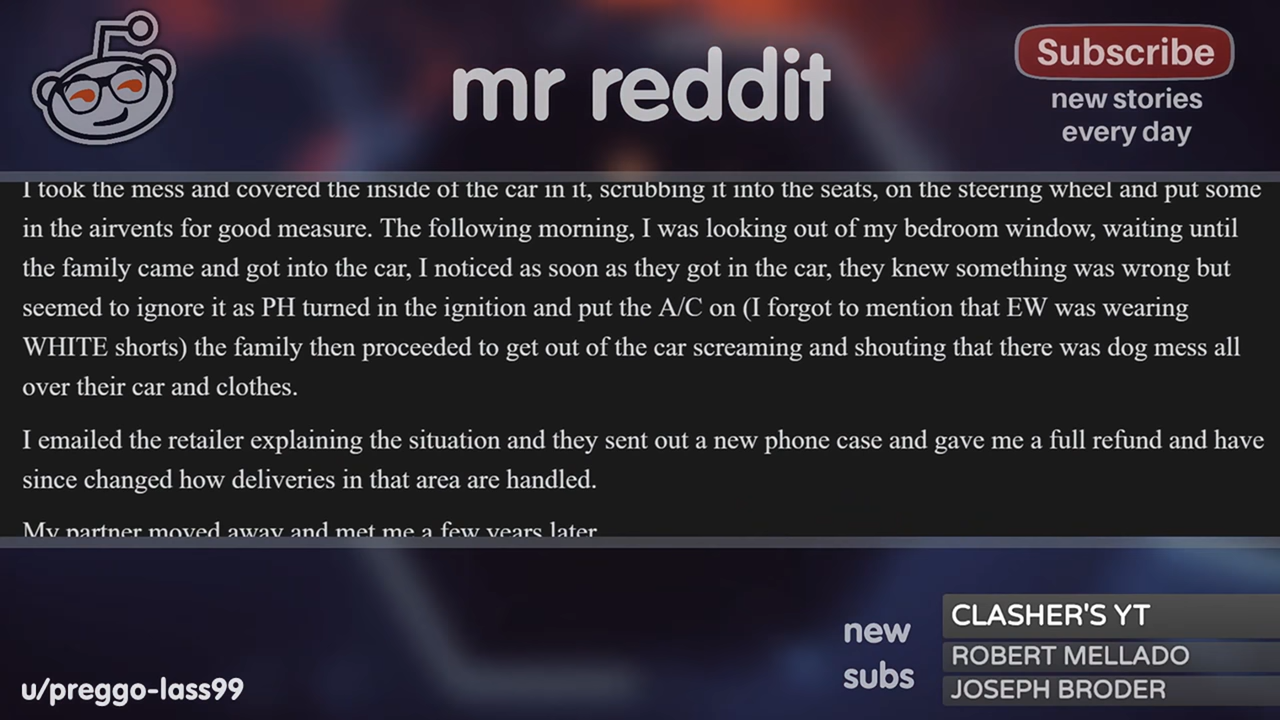 mr reddit
Subscribe
new stories
every day
I took the mess and covered the inside of the car in it, scrubbing it into the seats, on the steering wheel and put some
in the airvents for good measure. The following morning, I was looking out of my bedroom window, waiting until
the family came and got into the car, I noticed as soon as they got in the car, they knew something was wrong but
seemed to ignore it as PH turned in the ignition and put the A/C on (I forgot to mention that EW was wearing
WHITE shorts) the family then proceeded to get out of the car screaming and shouting that there was dog mess all
over their car and clothes.
I emailed the retailer explaining the situation and they sent out a new phone case and gave me a full refund and have
since changed how deliveries in that area are handled.
My partner moved away and met me a few years later
new
subs
CLASHER'S YT
ROBERT MELLADO
JOSEPH BRODER
u/preggo-lass99